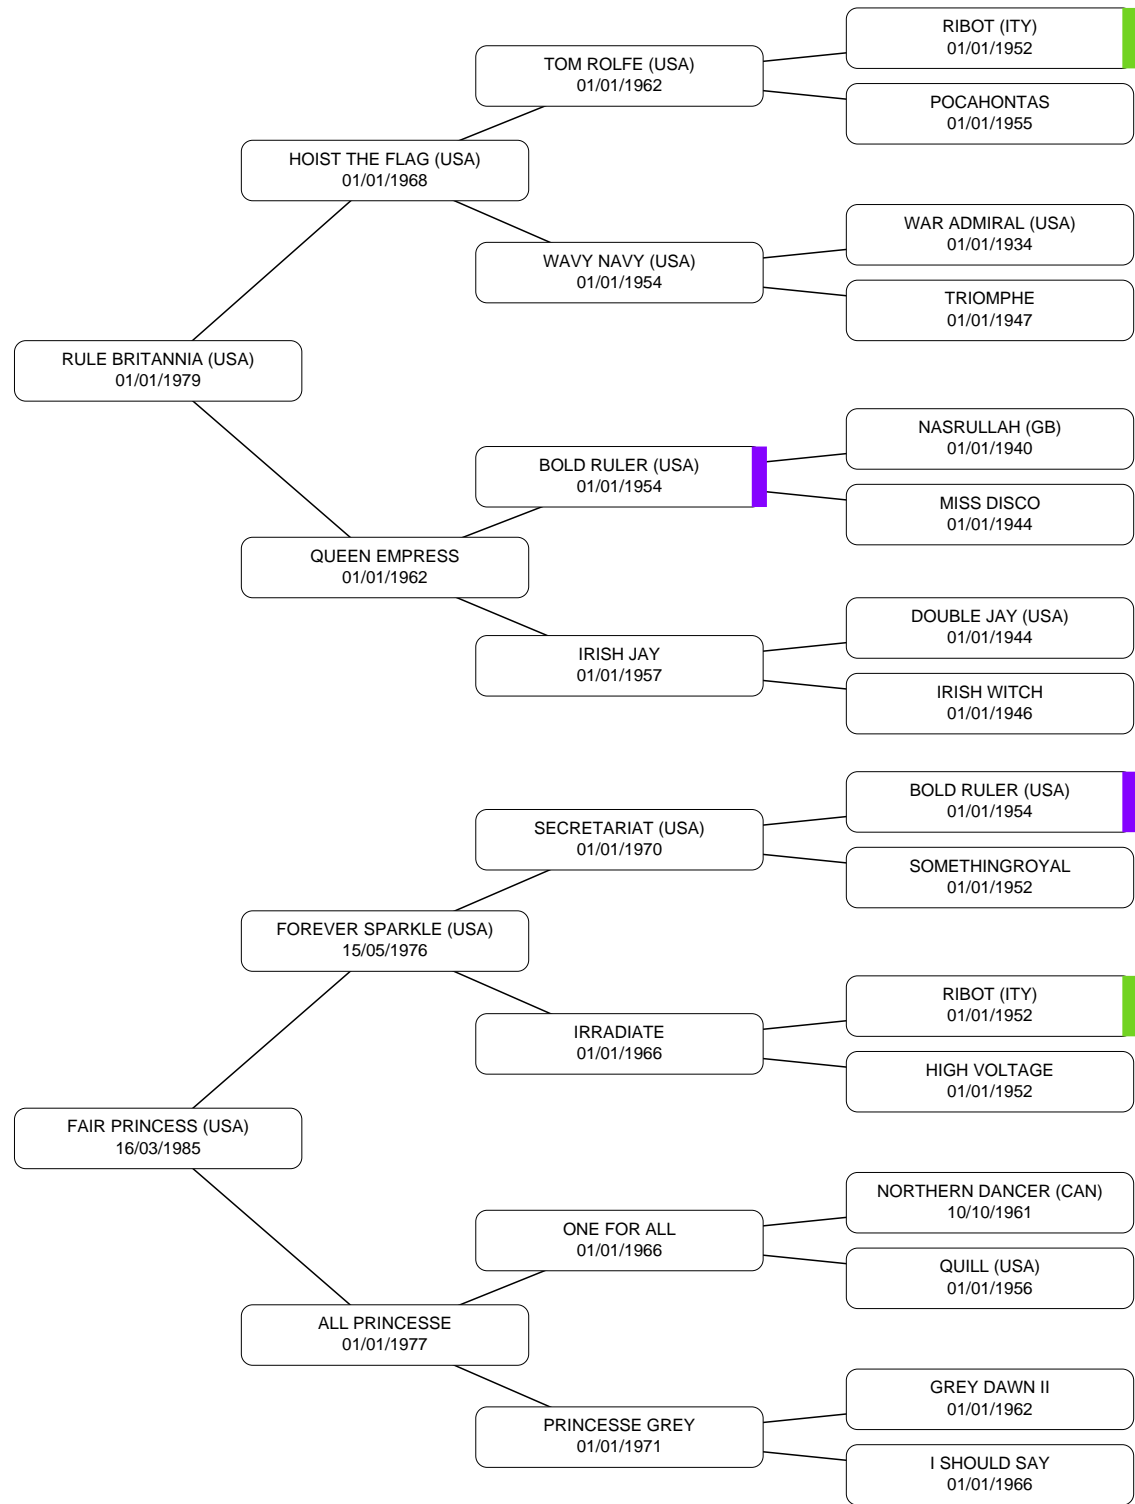 RIBOT (ITY)
01/01/1952
TOM ROLFE (USA)
01/01/1962
POCAHONTAS
01/01/1955
HOIST THE FLAG (USA)
01/01/1968
WAR ADMIRAL (USA)
01/01/1934
WAVY NAVY (USA)
01/01/1954
TRIOMPHE
01/01/1947
RULE BRITANNIA (USA)
01/01/1979
NASRULLAH (GB)
01/01/1940
BOLD RULER (USA)
01/01/1954
MISS DISCO
01/01/1944
QUEEN EMPRESS
01/01/1962
DOUBLE JAY (USA)
01/01/1944
IRISH JAY
01/01/1957
IRISH WITCH
01/01/1946
BOLD RULER (USA)
01/01/1954
SECRETARIAT (USA)
01/01/1970
SOMETHINGROYAL
01/01/1952
FOREVER SPARKLE (USA)
15/05/1976
RIBOT (ITY)
01/01/1952
IRRADIATE
01/01/1966
HIGH VOLTAGE
01/01/1952
FAIR PRINCESS (USA)
16/03/1985
NORTHERN DANCER (CAN)
10/10/1961
ONE FOR ALL
01/01/1966
QUILL (USA)
01/01/1956
ALL PRINCESSE
01/01/1977
GREY DAWN II
01/01/1962
PRINCESSE GREY
01/01/1971
I SHOULD SAY
01/01/1966